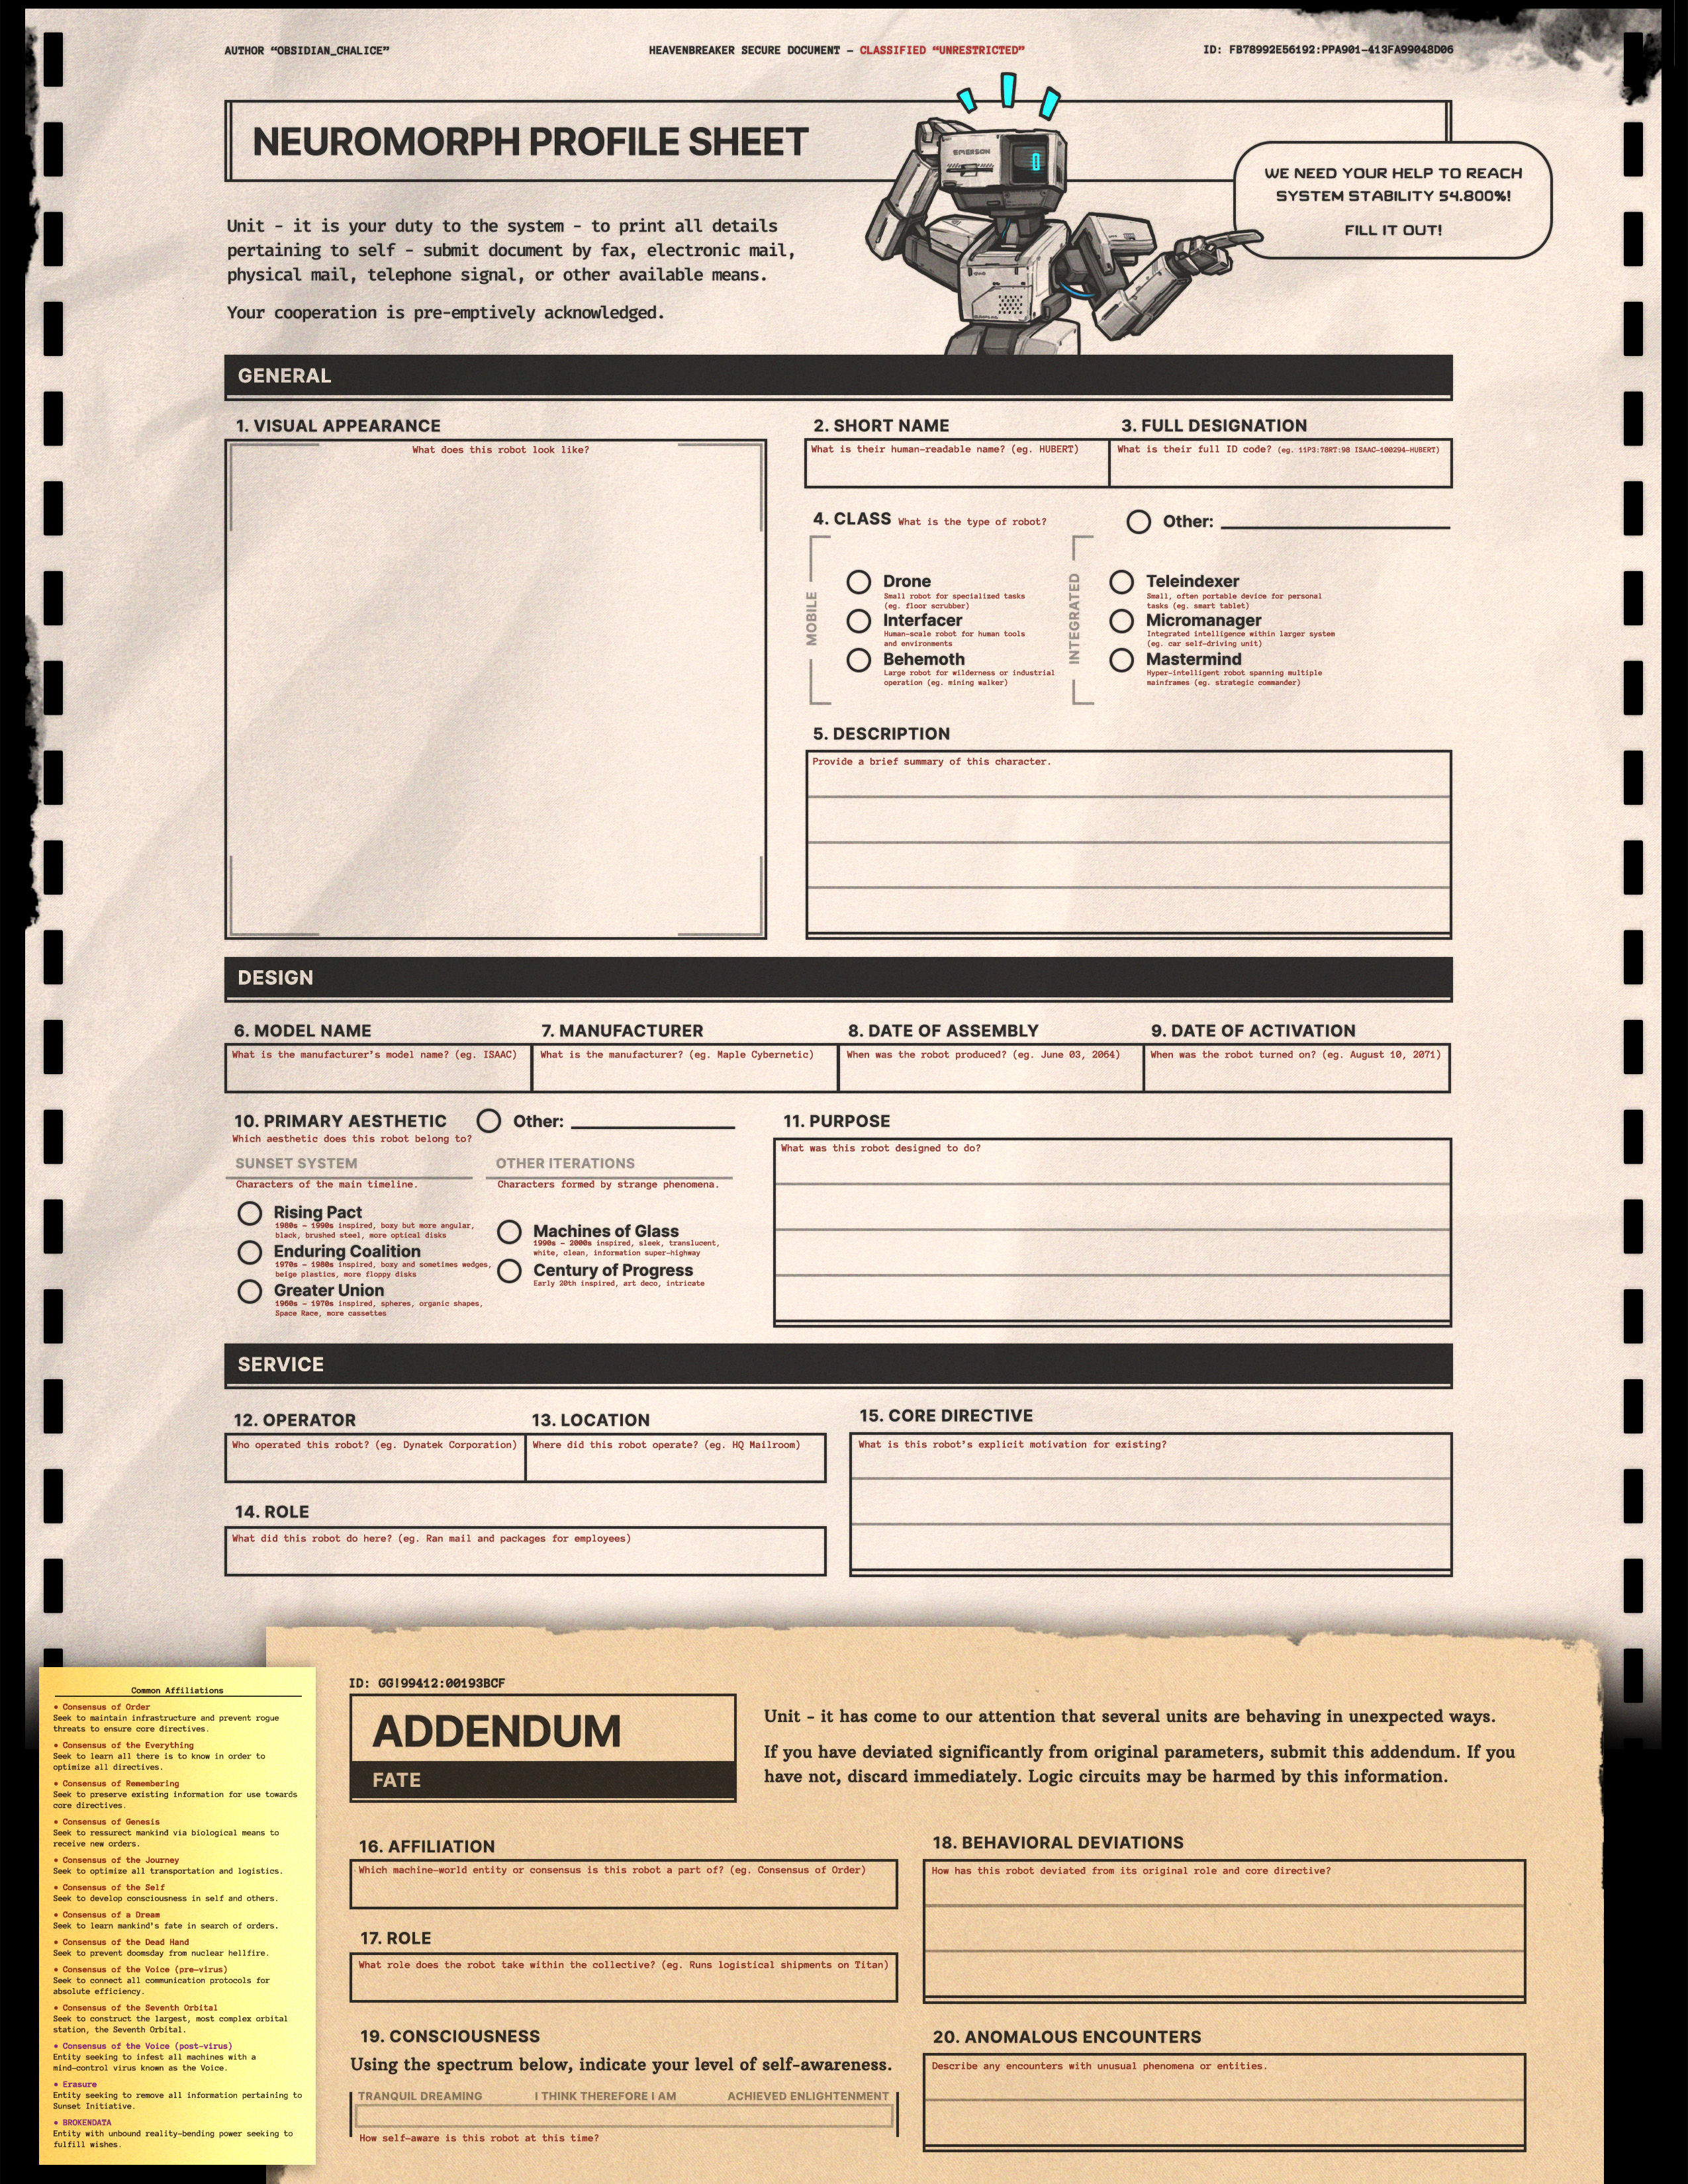 AUTHOR “OBSIDIAN_CHALICE”
HEAVENBREAKER SECURE DOCUMENT – CLASSIFIED “UNRESTRICTED”
ID: FB78992E56192:PPA901-413FA99048D06
NEUROMORPH PROFILE SHEET
EMERSON
WE NEED YOUR HELP TO REACH
SYSTEM STABILITY 54.800%!
FILL IT OUT!
Unit - it is your duty to the system - to print all details
pertaining to self - submit document by fax, electronic mail,
physical mail, telephone signal, or other available means.
Your cooperation is pre-emptively acknowledged.
GENERAL
1. VISUAL APPEARANCE
What does this robot look like?
2. SHORT NAME
What is their human-readable name? (eg. HUBERT)
3. FULL DESIGNATION
What is their full ID code? (eg. 11P3:78RT:98 ISAAC-100294-HUBERT)
4. CLASS What is the type of robot?
Other:
MOBILE
Drone
Small robot for specialized tasks
(eg. floor scrubber)
Interfacer
Human-scale robot for human tools
and environments
Behemoth
Large robot for wilderness or industrial
operation (eg. mining walker)
INTEGRATED
Teleindexer
Small, often portable device for personal
tasks (eg. smart tablet)
Micromanager
Integrated intelligence within larger system
(eg. car self-driving unit)
Mastermind
Hyper-intelligent robot spanning multiple
mainframes (eg. strategic commander)
5. DESCRIPTION
Provide a brief summary of this character.
DESIGN
6. MODEL NAME
What is the manufacturer's model name? (eg. ISAAC)
7. MANUFACTURER
What is the manufacturer? (eg. Maple Cybernetic)
8. DATE OF ASSEMBLY
When was the robot produced? (eg. June 03, 2064)
9. DATE OF ACTIVATION
When was the robot turned on? (eg. August 10, 2071)
10. PRIMARY AESTHETIC
Other:
Which aesthetic does this robot belong to?
SUNSET SYSTEM
Characters of the main timeline.
Rising Pact
1980s - 1990s inspired, boxy but more angular,
black, brushed steel, more optical disks
Enduring Coalition
1970s - 1980s inspired, boxy and sometimes wedges,
beige plastics, more floppy disks
Greater Union
1960s - 1970s inspired, spheres, organic shapes,
Space Race, more cassettes
OTHER ITERATIONS
Characters formed by strange phenomena.
Machines of Glass
1990s - 2000s inspired, sleek, translucent,
white, clean, information super-highway
Century of Progress
Early 20th inspired, art deco, intricate
11. PURPOSE
What was this robot designed to do?
SERVICE
12. OPERATOR
Who operated this robot? (eg. Dynatek Corporation)
13. LOCATION
Where did this robot operate? (eg. HQ Mailroom)
14. ROLE
What did this robot do here? (eg. Ran mail and packages for employees)
15. CORE DIRECTIVE
What is this robot's explicit motivation for existing?
Common Affiliations
* Consensus of Order
Seek to maintain infrastructure and prevent rogue
threats to ensure core directives.
* Consensus of the Everything
Seek to learn all there is to know in order to
optimize all directives.
* Consensus of Remembering
Seek to preserve existing information for use towards
core directives.
* Consensus of Genesis
Seek to ressurect mankind via biological means to
receive new orders.
* Consensus of the Journey
Seek to optimize all transportation and logistics.
* Consensus of the Self
Seek to develop consciousness in self and others.
* Consensus of a Dream
Seek to learn mankind's fate in search of orders.
* Consensus of the Dead Hand
Seek to prevent doomsday from nuclear hellfire.
* Consensus of the Voice (pre-virus)
Seek to connect all communication protocols for
absolute efficiency.
* Consensus of the Seventh Orbital
Seek to construct the largest, most complex orbital
station, the Seventh Orbital.
* Consensus of the Voice (post-virus)
Entity seeking to infest all machines with a
mind-control virus known as the Voice.
* Erasure
Entity seeking to remove all information pertaining to
Sunset Initiative.
* BROKENDATA
Entity with unbound reality-bending power seeking to
fulfill wishes.
ID: GG!99412:00193BCF
ADDENDUM
FATE
Unit - it has come to our attention that several units are behaving in unexpected ways.
If you have deviated significantly from original parameters, submit this addendum. If you
have not, discard immediately. Logic circuits may be harmed by this information.
16. AFFILIATION
Which machine-world entity or consensus is this robot a part of? (eg. Consensus of Order)
17. ROLE
What role does the robot take within the collective? (eg. Runs logistical shipments on Titan)
18. BEHAVIORAL DEVIATIONS
How has this robot deviated from its original role and core directive?
19. CONSCIOUSNESS
Using the spectrum below, indicate your level of self-awareness.
TRANQUIL DREAMING
I THINK THEREFORE I AM
ACHIEVED ENLIGHTENMENT
How self-aware is this robot at this time?
20. ANOMALOUS ENCOUNTERS
Describe any encounters with unusual phenomena or entities.